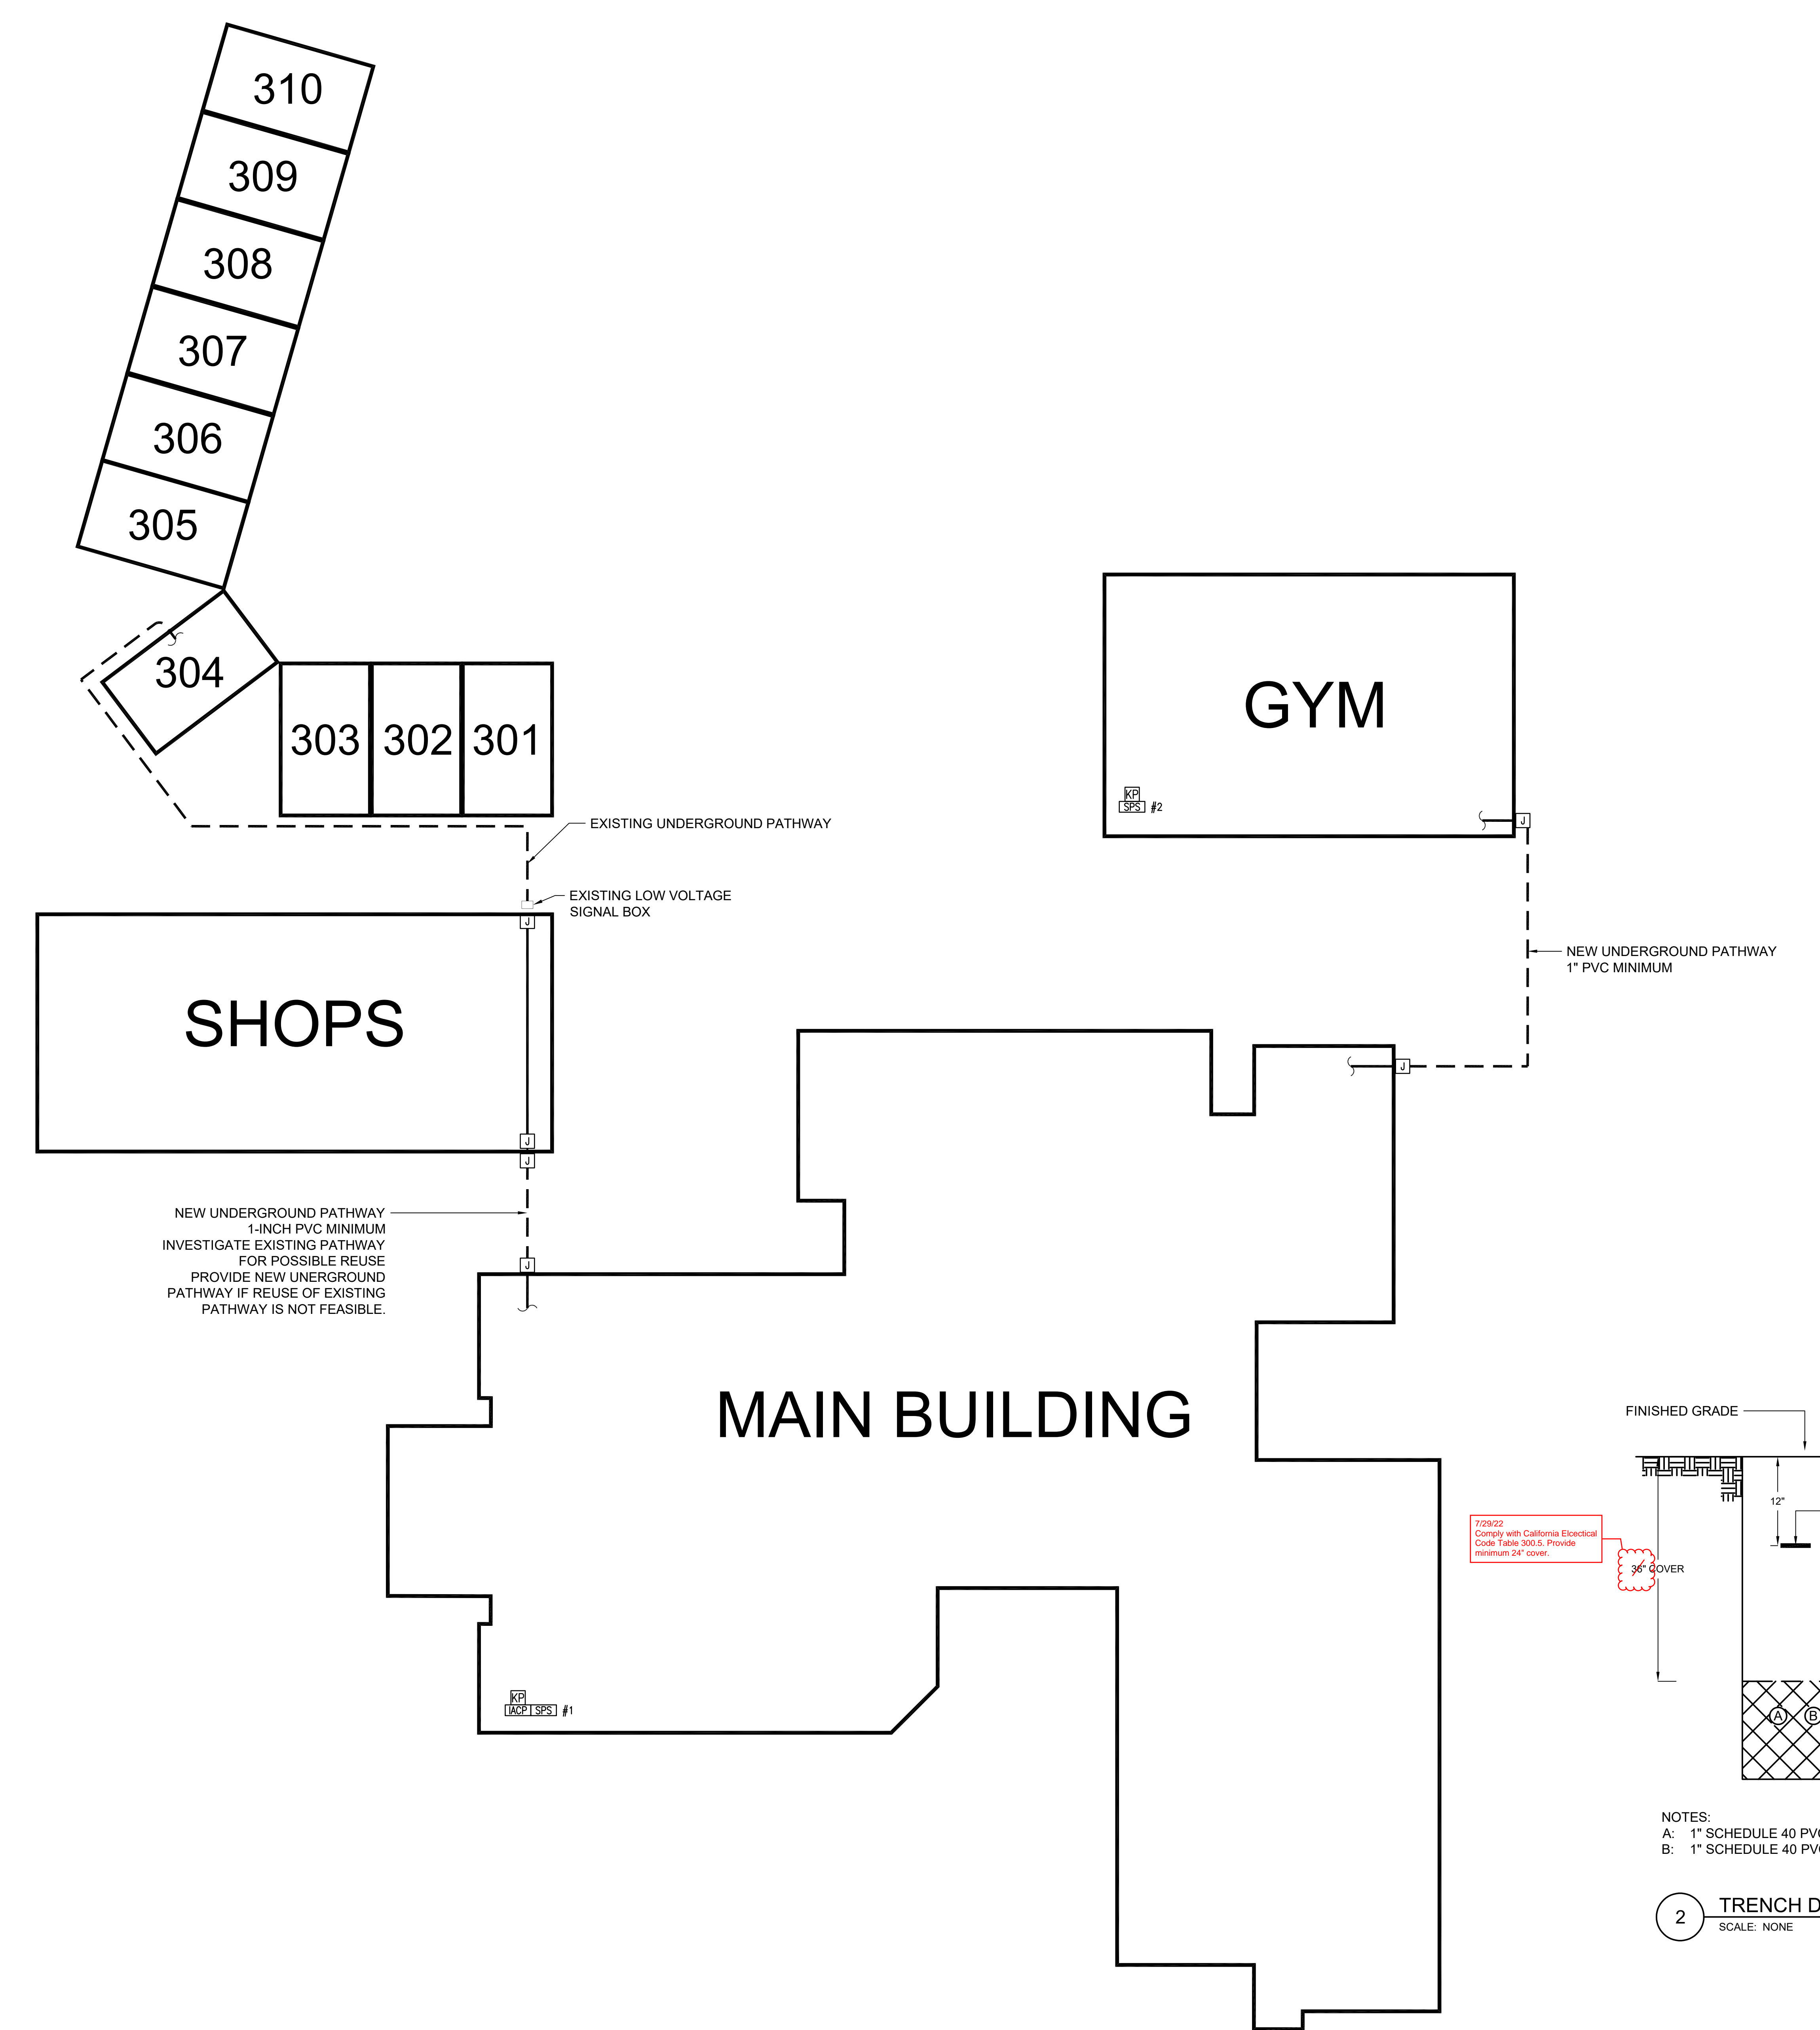 310
309
308
307
306
305
304
303 302 301
GYM
KP
SPS #2
J
EXISTING UNDERGROUND PATHWAY
EXISTING LOW VOLTAGE
SIGNAL BOX
J
SHOPS
NEW UNDERGROUND PATHWAY
1" PVC MINIMUM
J
J
J
NEW UNDERGROUND PATHWAY
1-INCH PVC MINIMUM
INVESTIGATE EXISTING PATHWAY
FOR POSSIBLE REUSE
PROVIDE NEW UNERGROUND
PATHWAY IF REUSE OF EXISTING
PATHWAY IS NOT FEASIBLE.
J
MAIN BUILDING
KP
IACP SPS #1
FINISHED GRADE
12"
7/29/22
Comply with California Elcectical
Code Table 300.5. Provide
minimum 24" cover.
36" COVER
A B
NOTES:
A: 1" SCHEDULE 40 PV
B: 1" SCHEDULE 40 PV
2
TRENCH D
SCALE: NONE